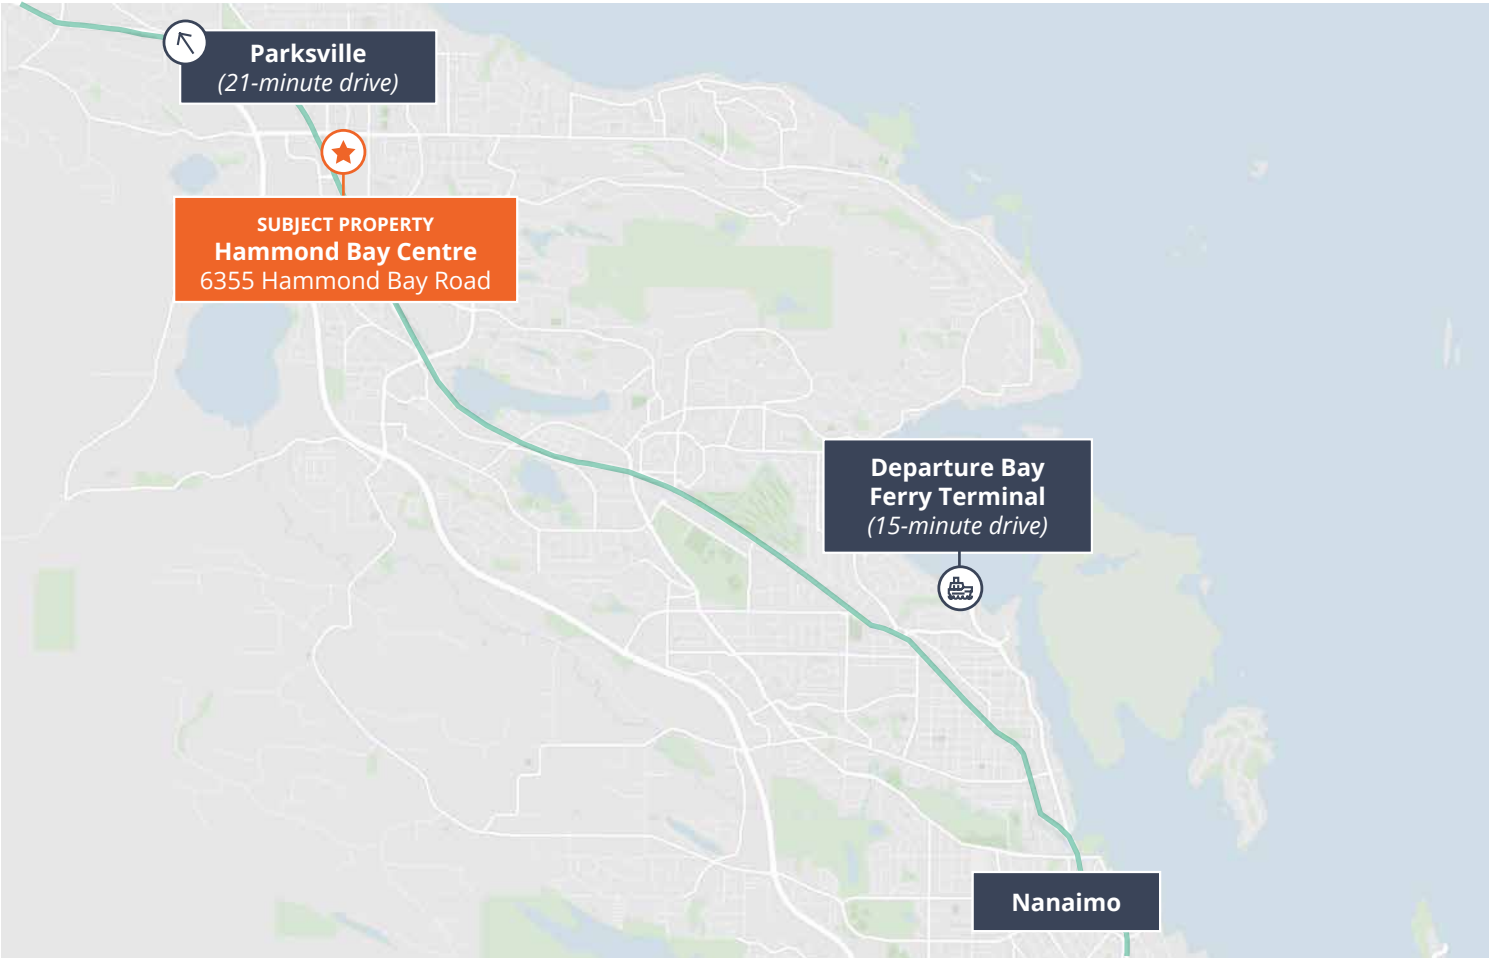 Parksville
(21-minute drive)
SUBJECT PROPERTY
Hammond Bay Centre
6355 Hammond Bay Road
Departure Bay
Ferry Terminal
(15-minute drive)
Nanaimo